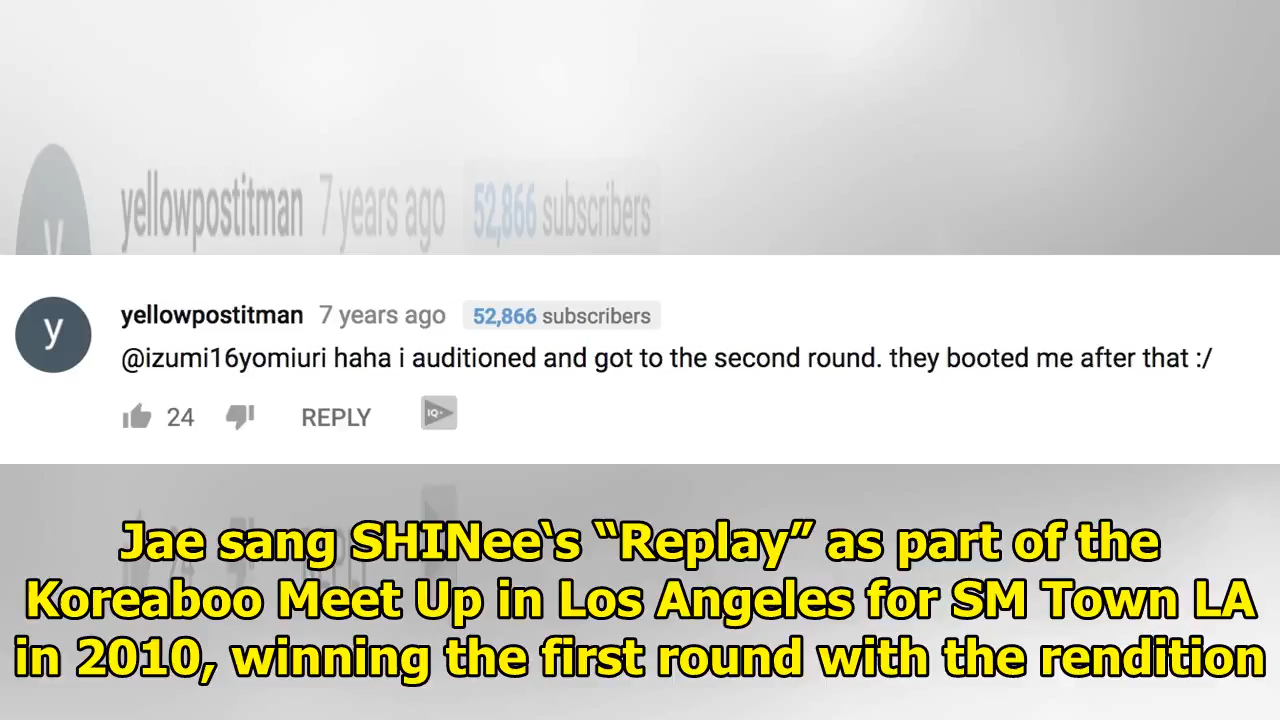 yellowpostitman 7 years ago 52,866 subscribers
y
yellowpostitman 7 years ago 52,866 subscribers
y
@izumi16yomiuri haha i auditioned and got to the second round. they booted me after that :/
24 REPLY IQ+
Jae sang SHINee‘s “Replay” as part of the
Koreaboo Meet Up in Los Angeles for SM Town LA
in 2010, winning the first round with the rendition